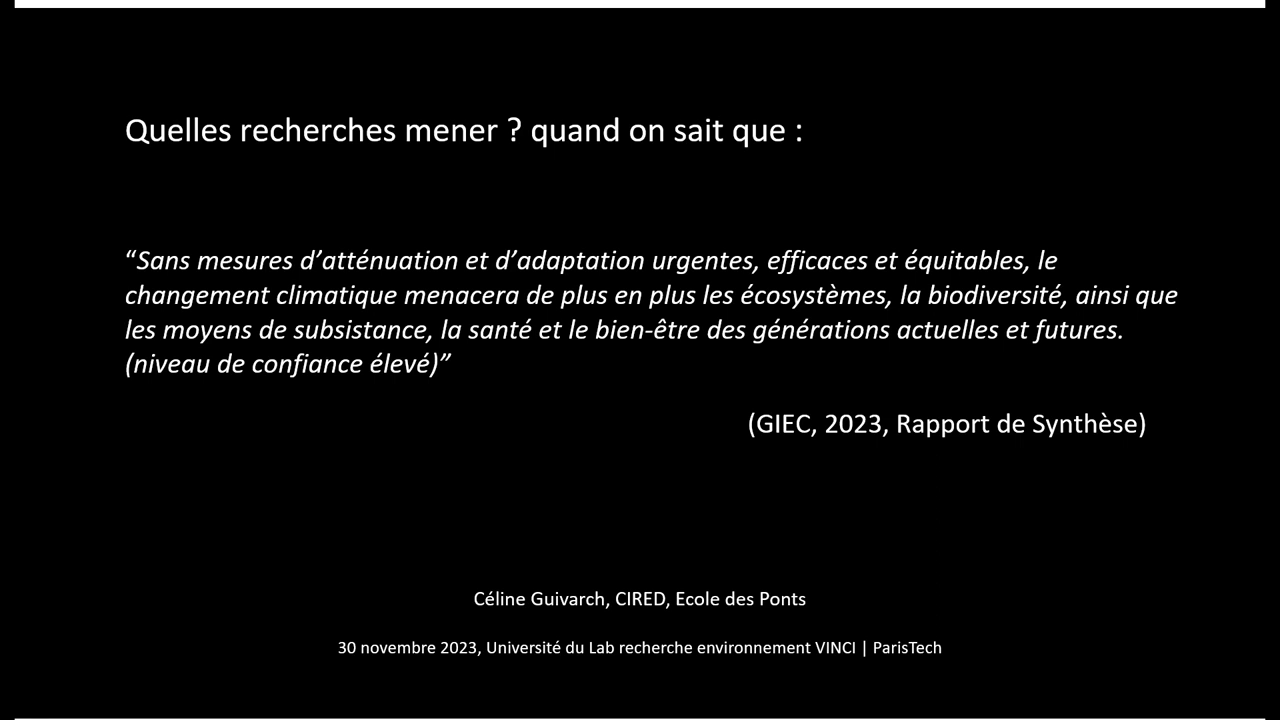 Quelles recherches mener ? quand on sait que :
“Sans mesures d’atténuation et d’adaptation urgentes, efficaces et équitables, le
changement climatique menacera de plus en plus les écosystèmes, la biodiversité, ainsi que
les moyens de subsistance, la santé et le bien-être des générations actuelles et futures.
(niveau de confiance élevé)”
(GIEC, 2023, Rapport de Synthèse)
Céline Guivarch, CIRED, Ecole des Ponts
30 novembre 2023, Université du Lab recherche environnement VINCI | ParisTech